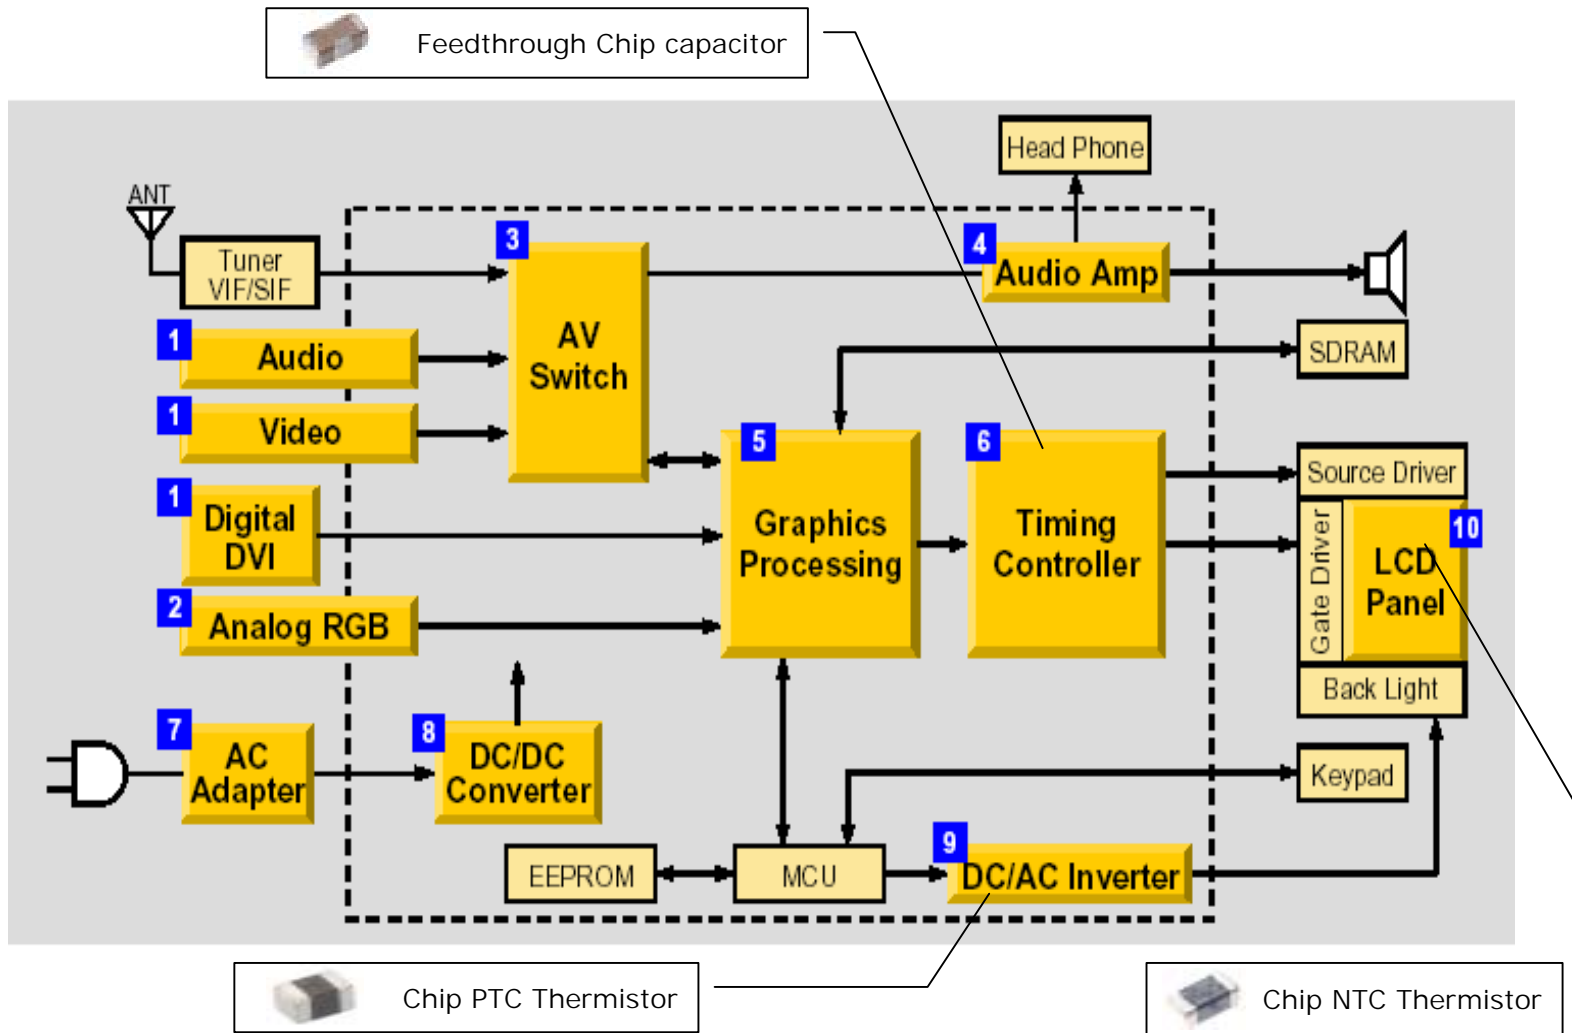 Feedthrough Chip capacitor
Head Phone
ANT
3
4
Tuner
VIF/SIF
Audio Amp
AV
Switch
1
Audio
SDRAM
1
Video
5
6
Source Driver
1
Digital
DVI
Graphics
Processing
Timing
Controller
Gate Driver
10
LCD
Panel
2
Analog RGB
Back Light
7
AC
Adapter
8
DC/DC
Converter
Keypad
9
EEPROM
MCU
DC/AC Inverter
Chip PTC Thermistor
Chip NTC Thermistor